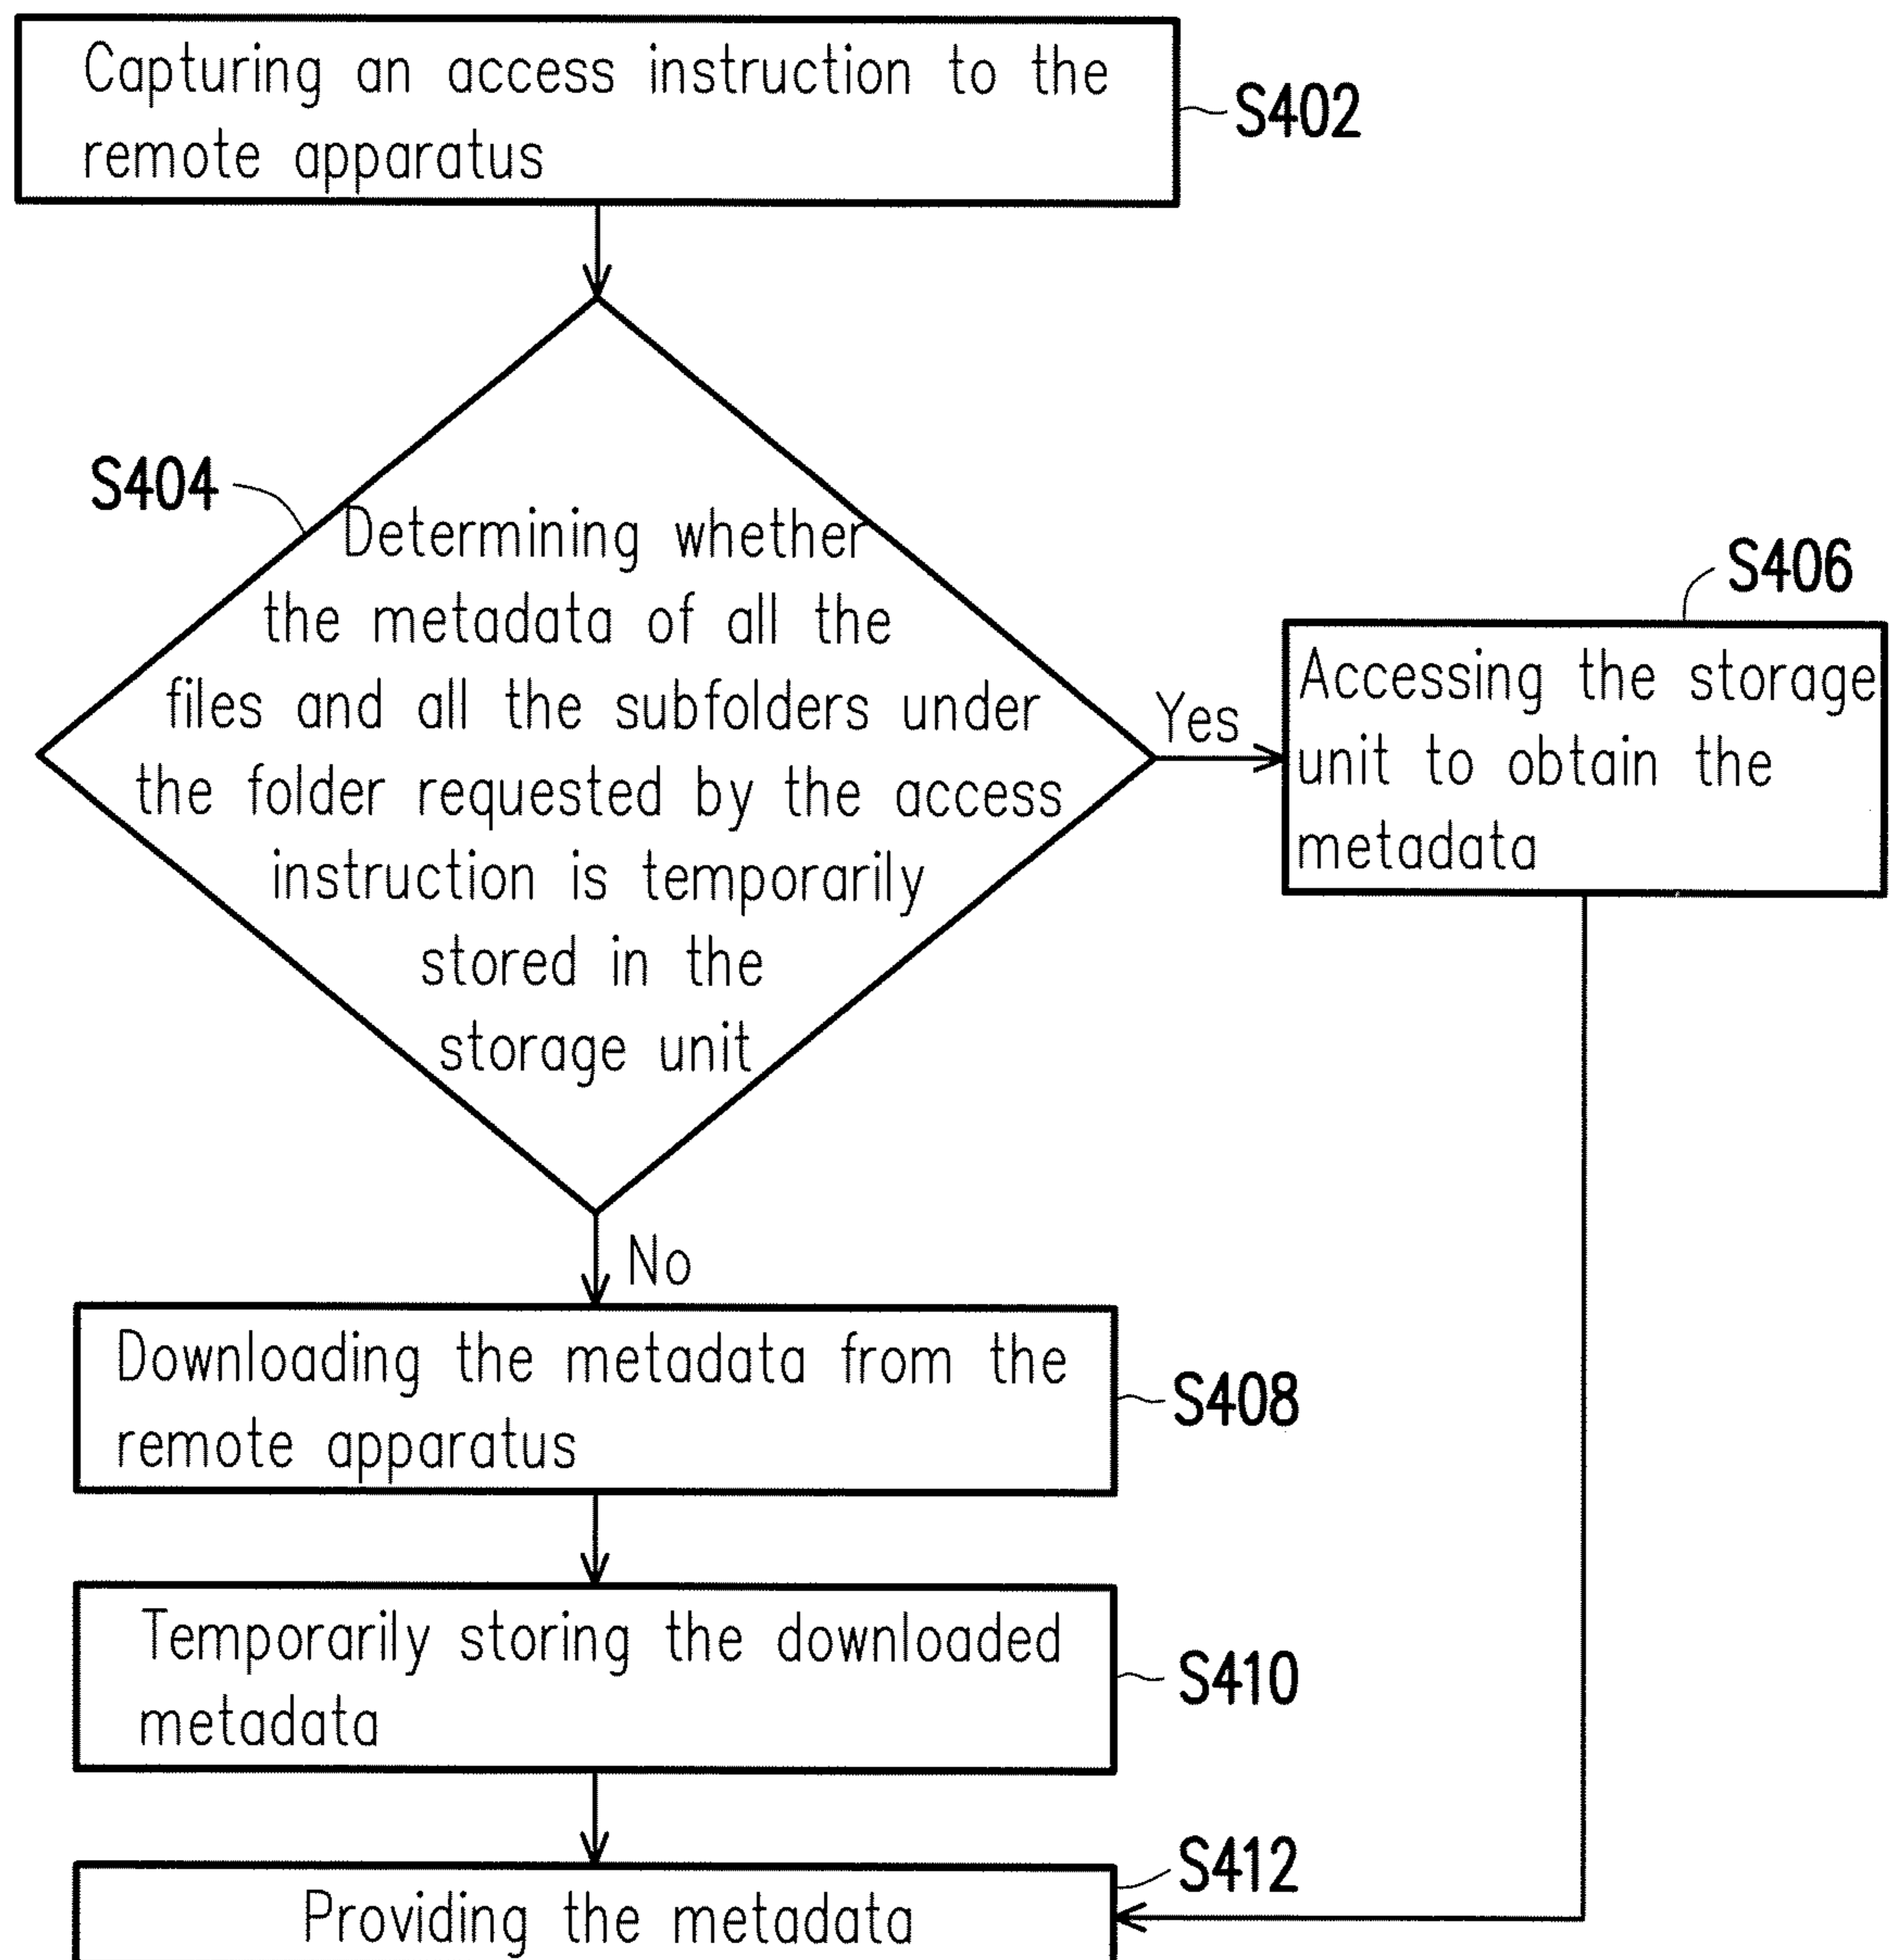 Capturing an access instruction to the
remote apparatus
S402
S404
Determining whether
the metadata of all the
files and all the subfolders under
the folder requested by the access
instruction is temporarily
stored in the
storage unit
Yes
S406
Accessing the storage
unit to obtain the
metadata
No
Downloading the metadata from the
remote apparatus
S408
Temporarily storing the downloaded
metadata
S410
S412
Providing the metadata